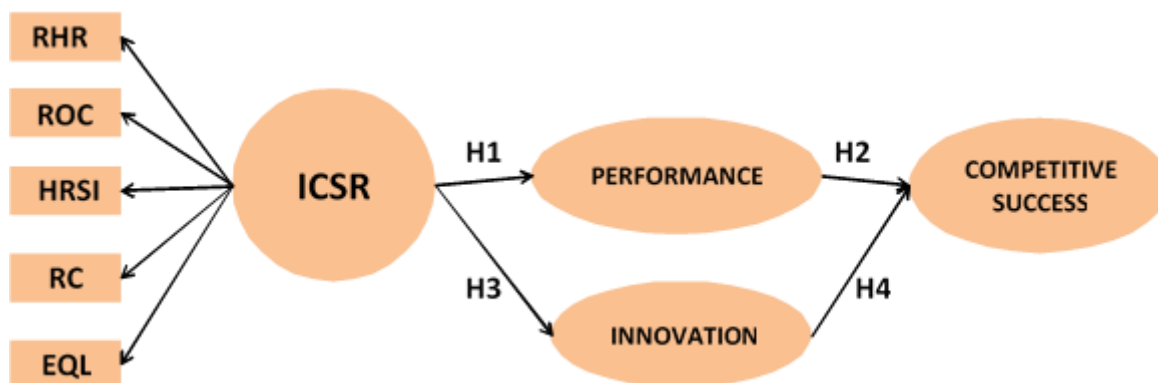 RHR
ROC
HRSI
RC
EQL
ICSR
H1
H3
PERFORMANCE
INNOVATION
H2
H4
COMPETITIVE
SUCCESS